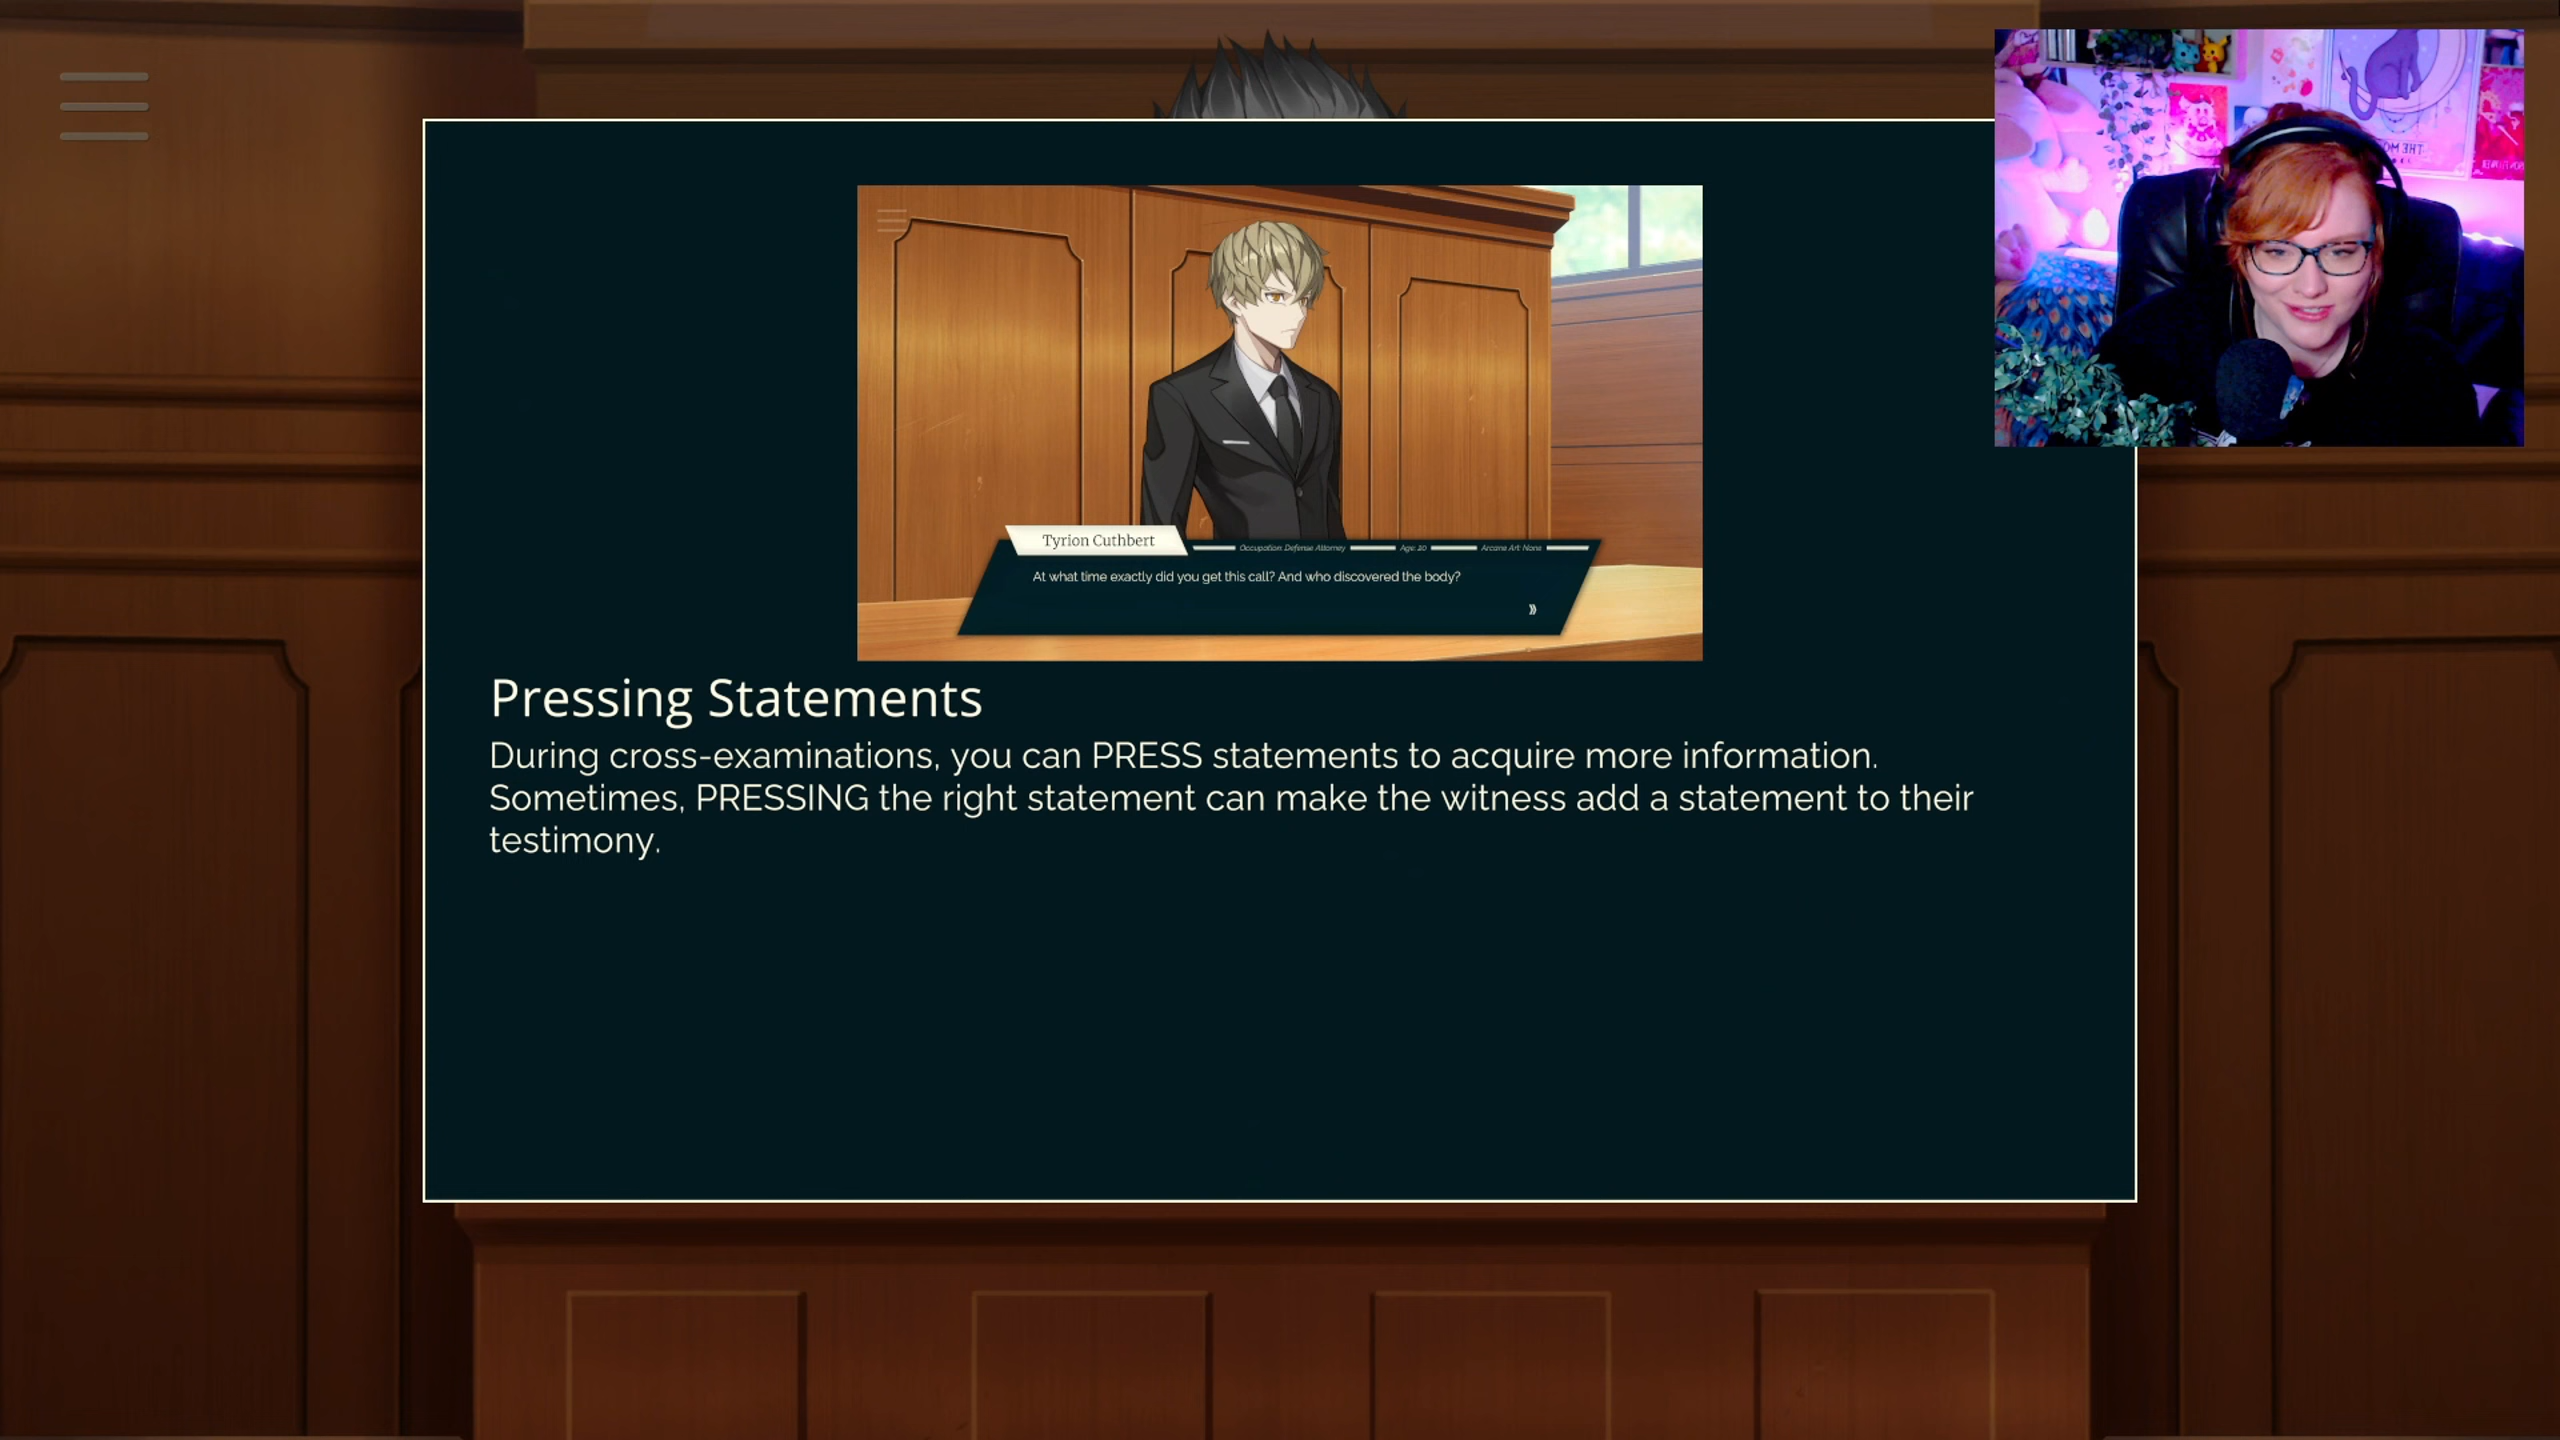 Tyrion Cuthbert
Occupation: Defense Attorney
Age: 20
Arcane Art: None
At what time exactly did you get this call? And who discovered the body?
Pressing Statements
During cross-examinations, you can PRESS statements to acquire more information.
Sometimes, PRESSING the right statement can make the witness add a statement to their
testimony.